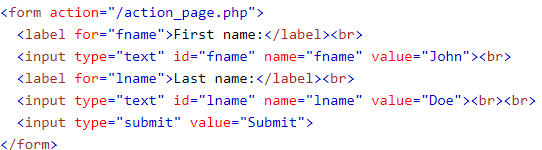 <form action="/action_page.php">
  <label for="fname">First name:</label><br>
  <input type="text" id="fname" name="fname" value="John"><br>
  <label for="lname">Last name:</label><br>
  <input type="text" id="lname" name="lname" value="Doe"><br><br>
  <input type="submit" value="Submit">
</form>